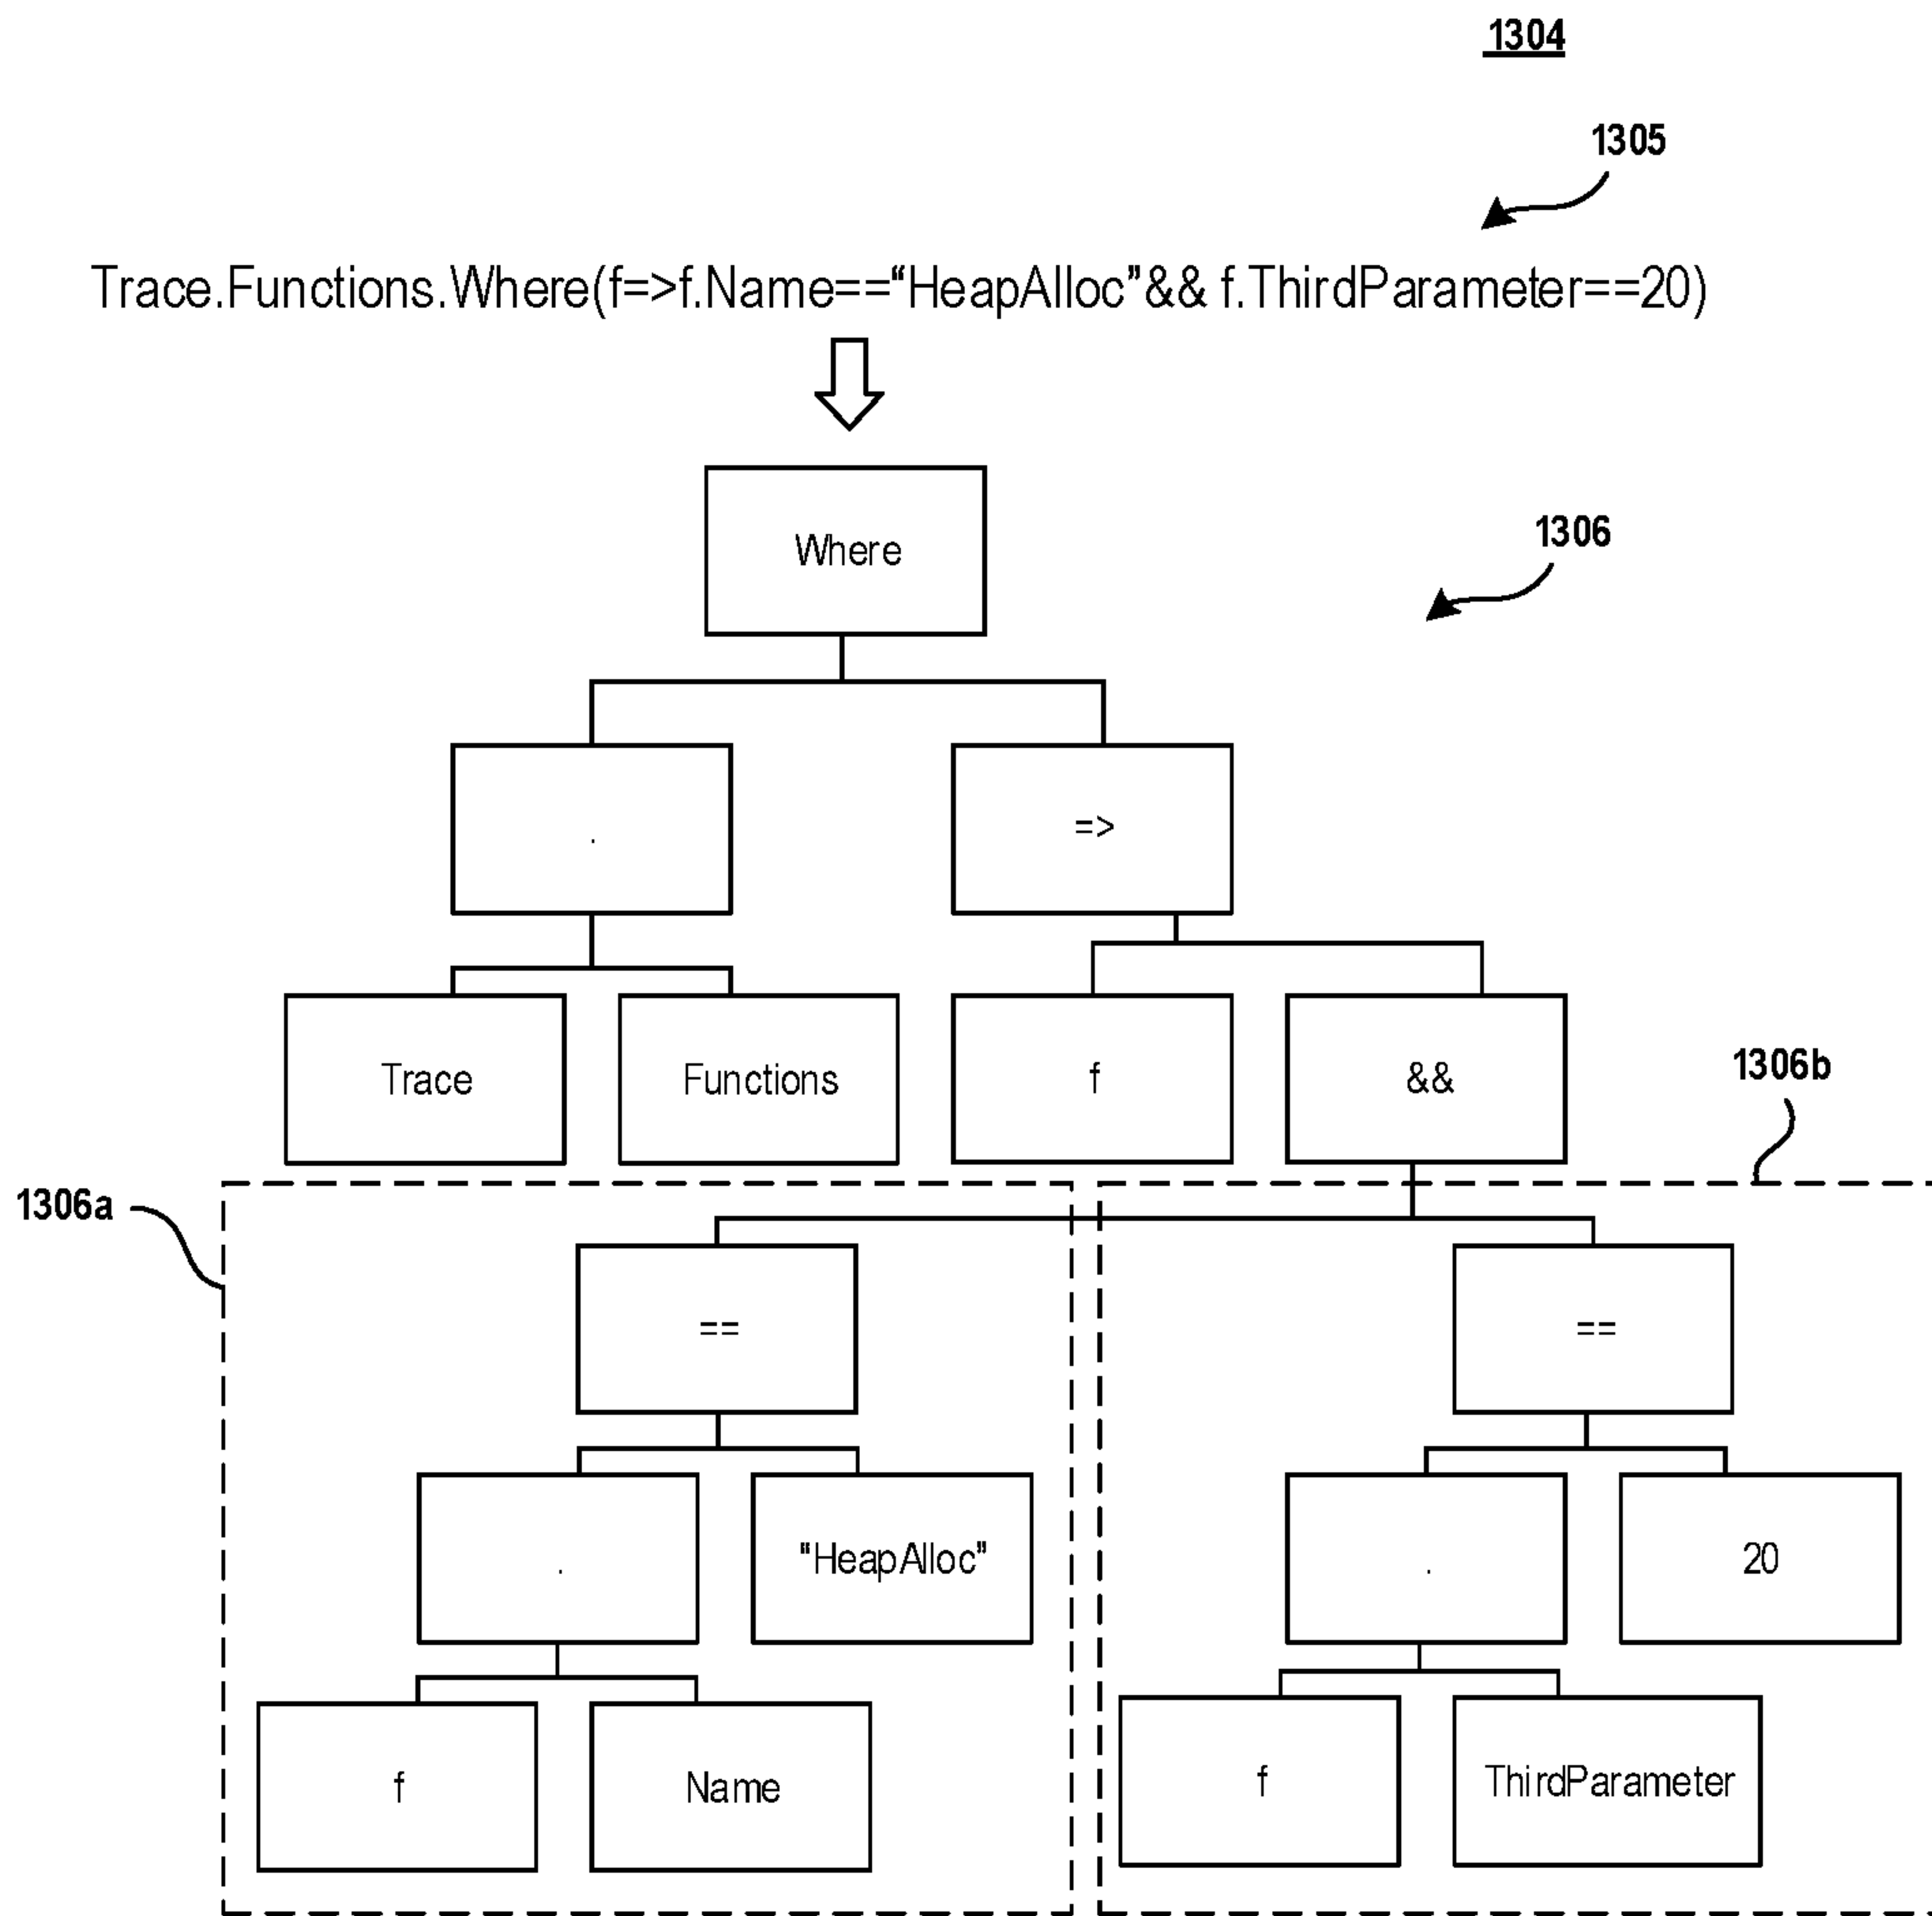 1304
1305
Trace.Functions.Where(f=>f.Name==“HeapAlloc”&& f.ThirdParameter==20)
Where
1306
.
=>
Trace
Functions
f
&&
1306b
1306a
==
==
.
“HeapAlloc”
.
20
f
Name
f
ThirdParameter